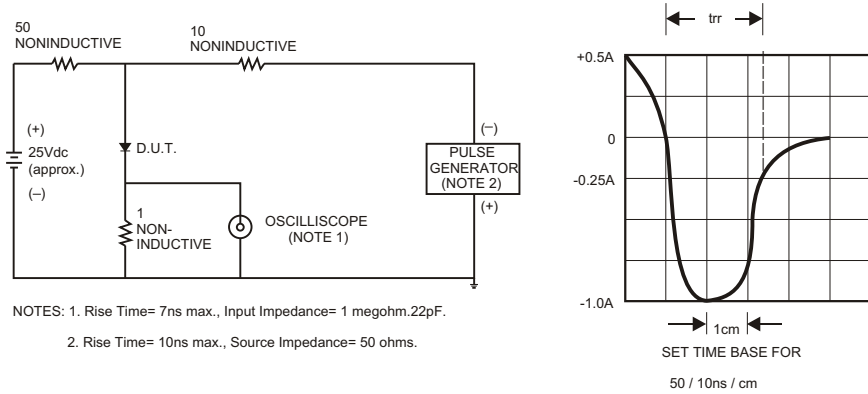 50
NONINDUCTIVE
10
NONINDUCTIVE
(+)
25Vdc
(approx.)
(–)
D.U.T.
1
NON-
INDUCTIVE
OSCILLISCOPE
(NOTE 1)
(–)
PULSE
GENERATOR
(NOTE 2)
(+)
NOTES: 1. Rise Time= 7ns max., Input Impedance= 1 megohm.22pF.
2. Rise Time= 10ns max., Source Impedance= 50 ohms.
trr
+0.5A
0
-0.25A
-1.0A
1cm
SET TIME BASE FOR
50 / 10ns / cm